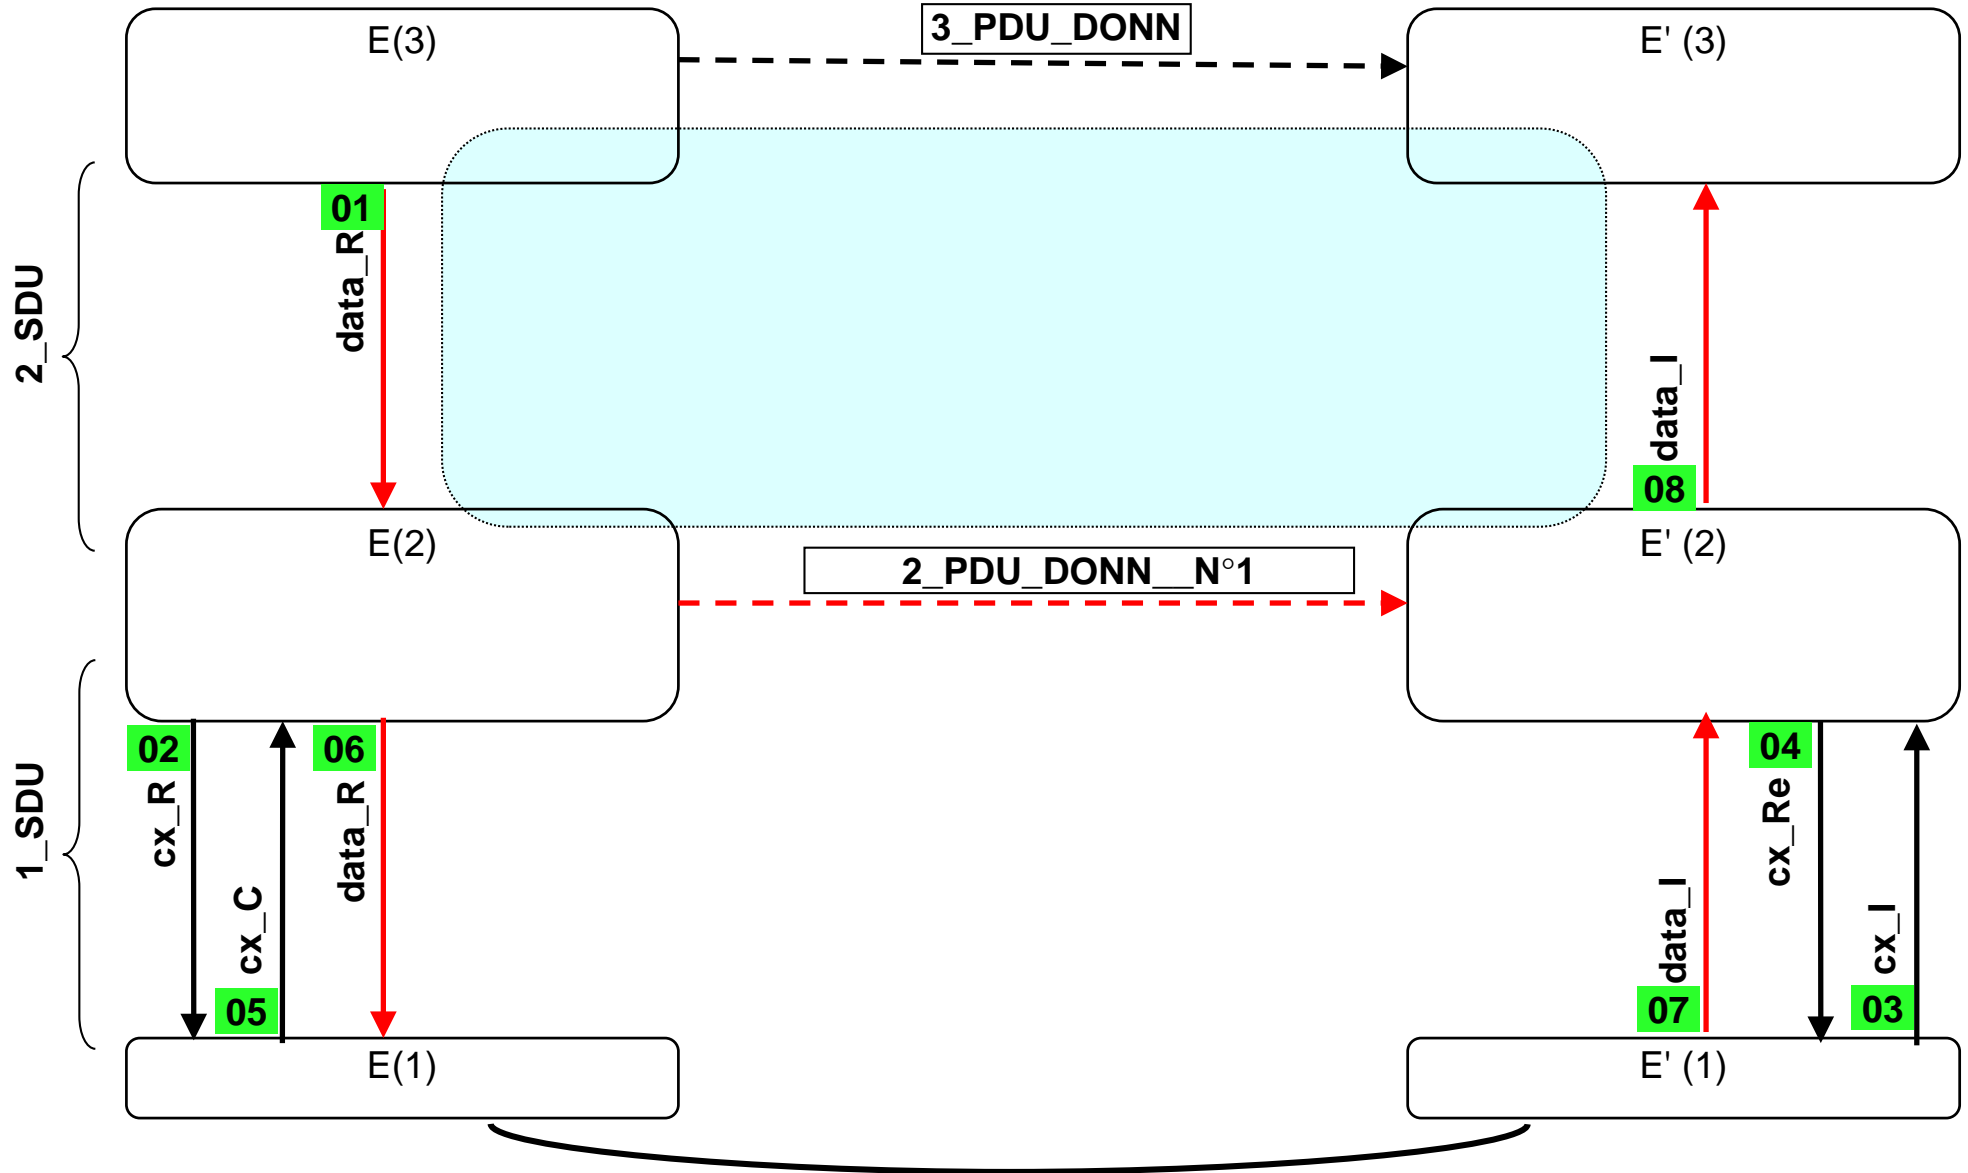 E(3)
3_PDU_DONN
E' (3)
01
data_R
2_SDU
data_I
08
E(2)
2_PDU_DONN__N°1
E' (2)
1_SDU
02
cx_R
05
cx_C
06
data_R
07
data_I
04
cx_Re
03
cx_I
E(1)
E' (1)